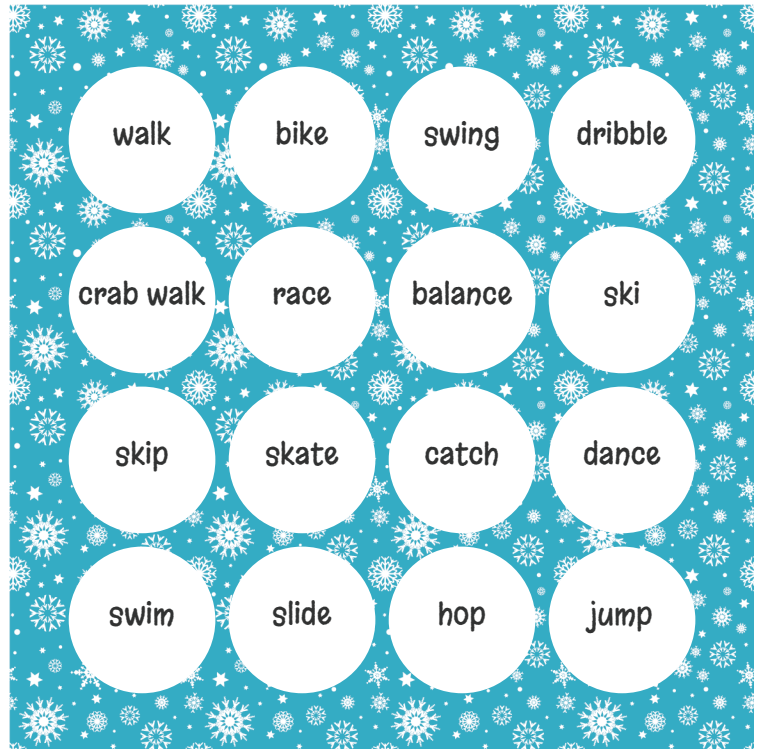 walk bike swing dribble
crab walk race balance ski
skip skate catch dance
swim slide hop jump